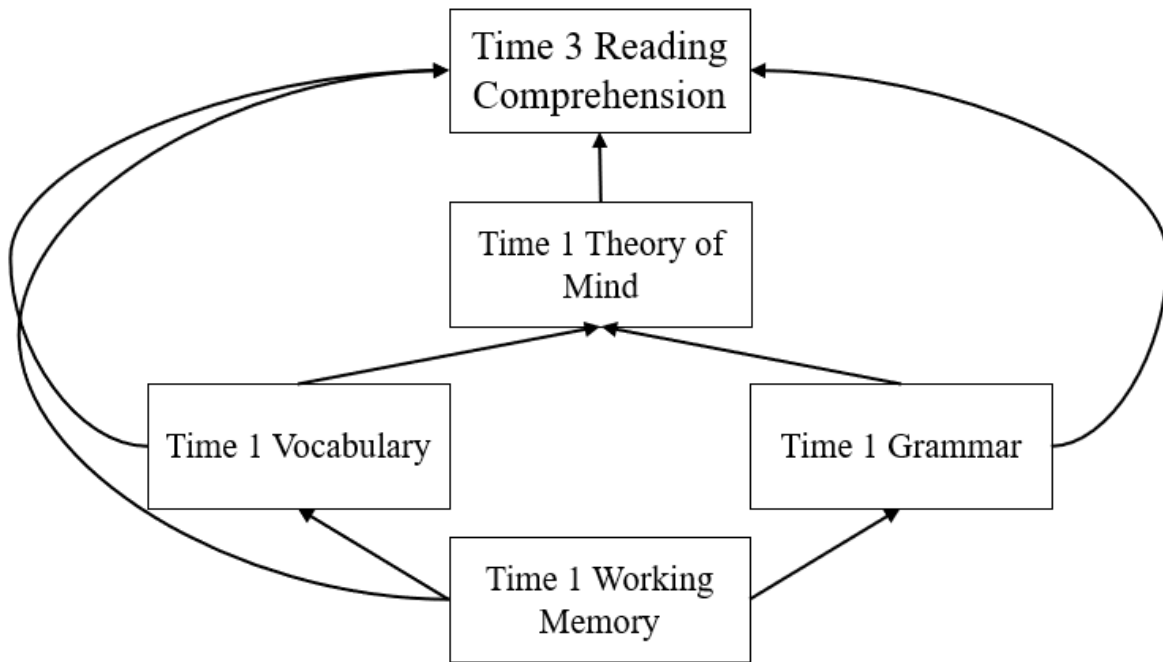 Time 3 Reading
Comprehension
Time 1 Theory of
Mind
Time 1 Vocabulary
Time 1 Grammar
Time 1 Working
Memory